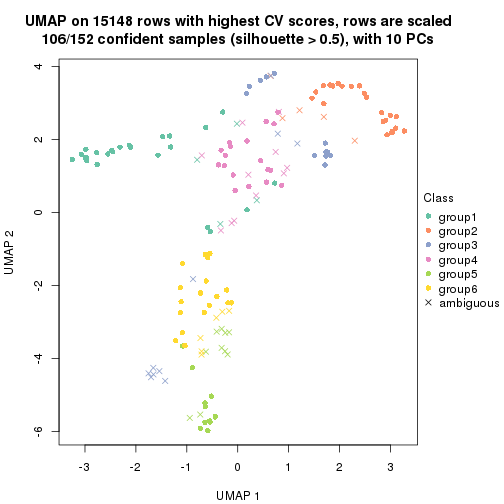 UMAP on 15148 rows with highest CV scores, rows are scaled
106/152 confident samples (silhouette > 0.5), with 10 PCs
4
2
0
-2
-4
-6
UMAP 2
-3
-2
-1
0
1
2
3
UMAP 1
Class
group1
group2
group3
group4
group5
group6
ambiguous